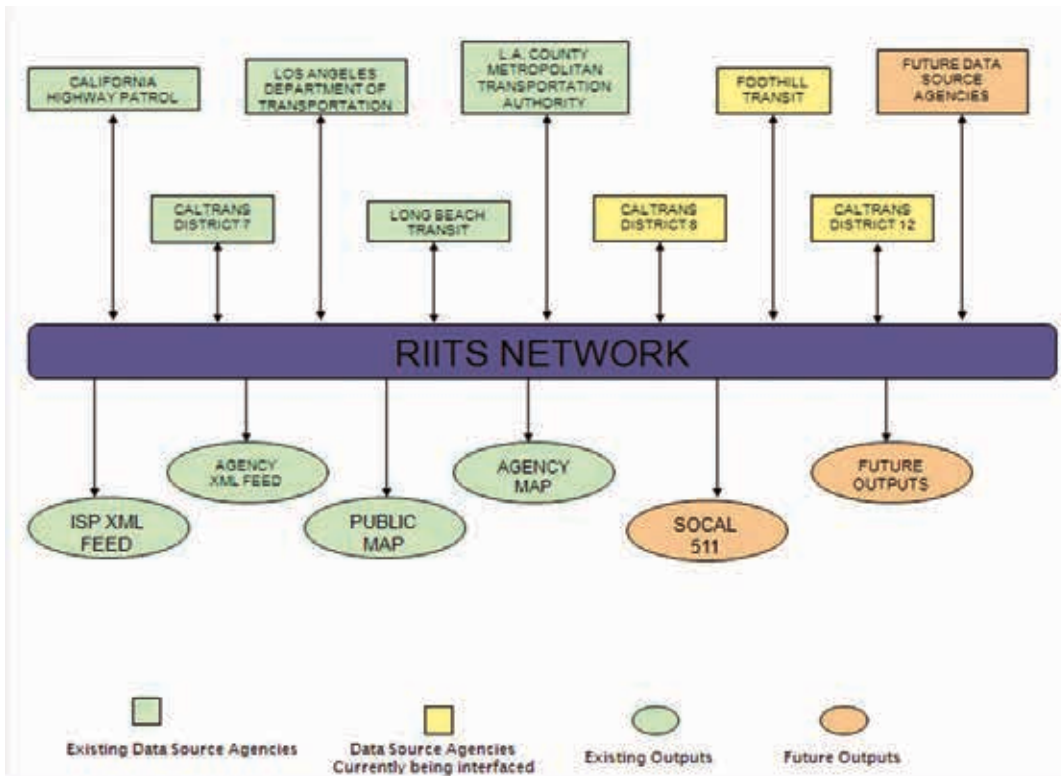 CALIFORNIA
HIGHWAY PATROL
LOS ANGELES
DEPARTMENT OF
TRANSPORTATION
L.A. COUNTY
METROPOLITAN
TRANSPORTATION
AUTHORITY
FOOTHILL
TRANSIT
FUTURE DATA
SOURCE
AGENCIES
CALTRANS
DISTRICT 7
LONG BEACH
TRANSIT
CALTRANS
DISTRICT 8
CALTRANS
DISTRICT 12
RIITS NETWORK
AGENCY
XML FEED
AGENCY
MAP
FUTURE
OUTPUTS
ISP XML
FEED
PUBLIC
MAP
SOCAL
511
Existing Data Source Agencies
Data Source Agencies
Currently being interfaced
Existing Outputs
Future Outputs